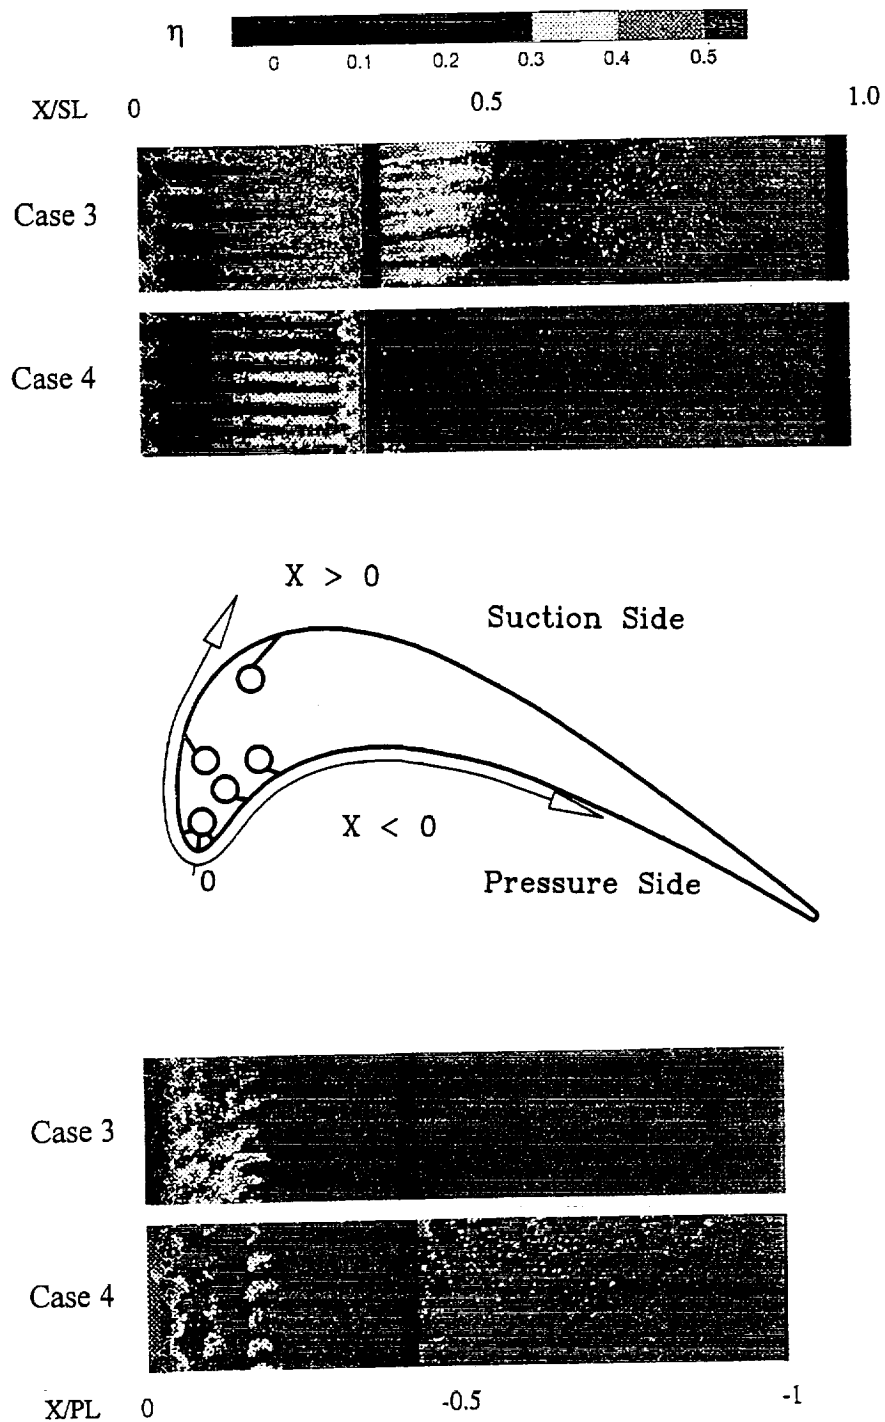 η
0 0.1 0.2 0.3 0.4 0.5
X/SL 0 0.5 1.0
Case 3
Case 4
X > 0
Suction Side
X < 0
0
Pressure Side
Case 3
Case 4
X/PL 0 -0.5 -1